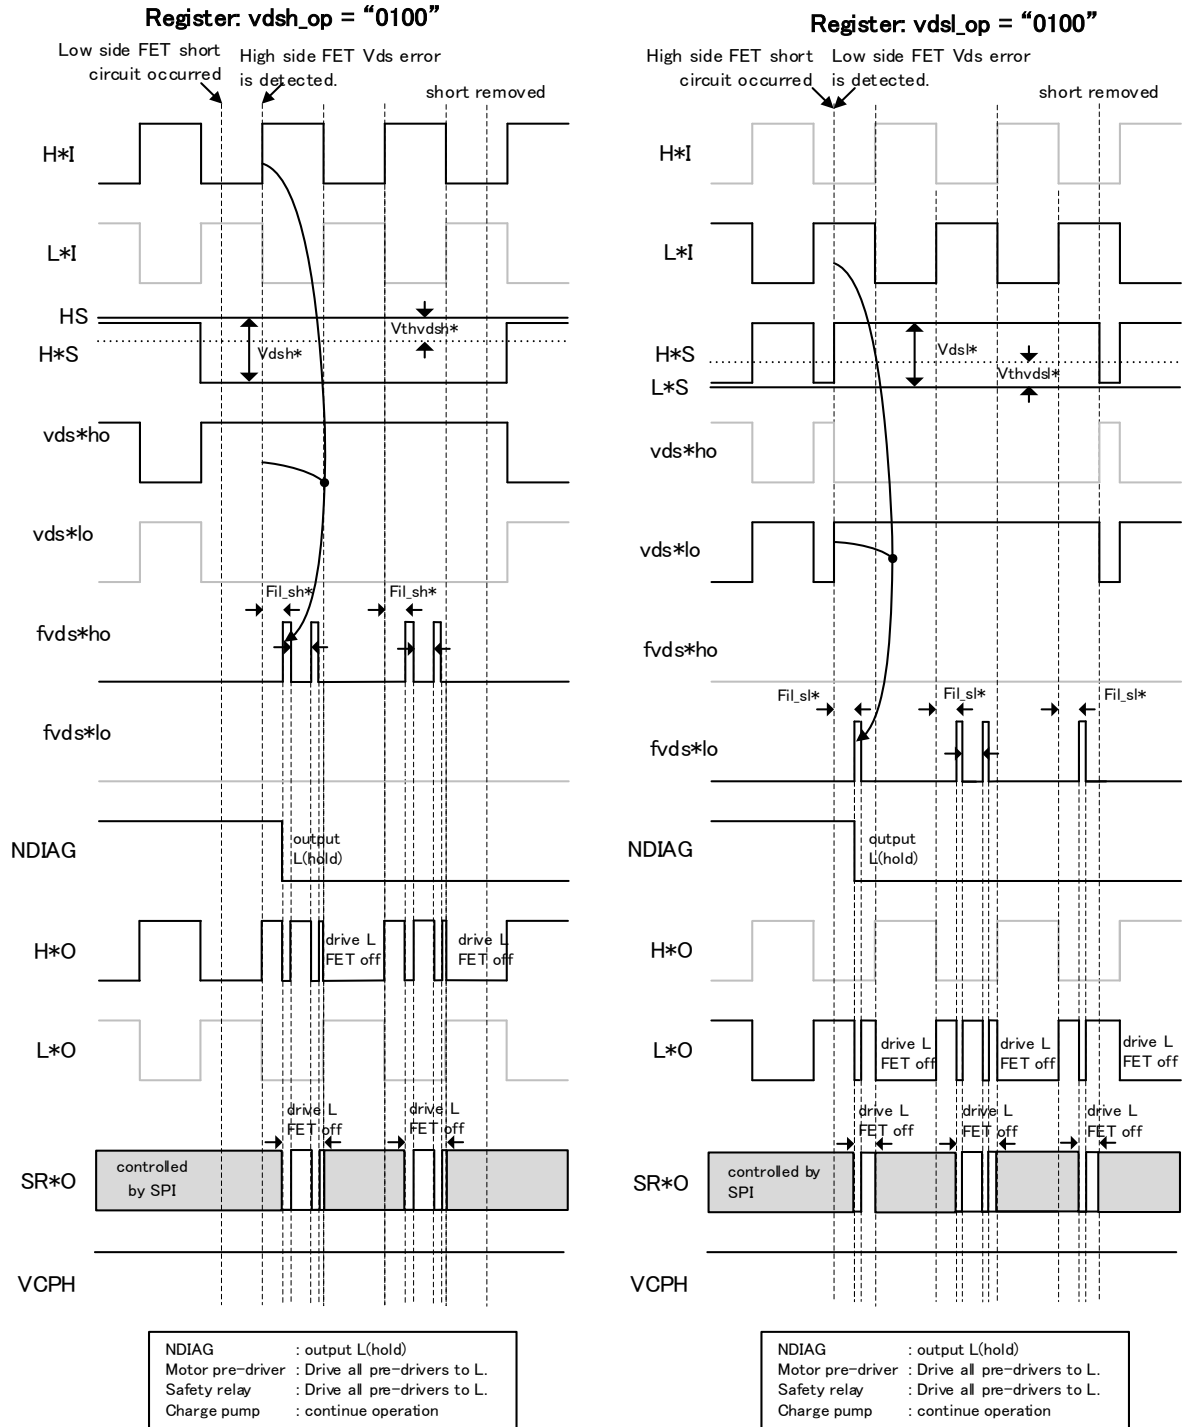 Register: vdsh_op = “0100”
Low side FET short
circuit occurred
High side FET Vds error
is detected.
short removed
H*I
L*I
HS
Vthvdsh*
H*S
Vdsh*
vds*ho
vds*lo
Fil_sh*
Fil_sh*
fvds*ho
fvds*lo
NDIAG
output
L(hold)
H*O
drive L
FET off
drive L
FET off
L*O
drive L
FET off
drive L
FET off
SR*O
controlled
by SPI
VCPH
NDIAG : output L(hold)
Motor pre-driver : Drive all pre-drivers to L.
Safety relay : Drive all pre-drivers to L.
Charge pump : continue operation
Register: vdsl_op = “0100”
High side FET short
circuit occurred
Low side FET Vds error
is detected.
short removed
H*I
L*I
H*S
Vdsl*
Vthvdsl*
L*S
vds*ho
vds*lo
fvds*ho
Fil_sl*
Fil_sl*
Fil_sl*
fvds*lo
NDIAG
output
L(hold)
H*O
L*O
drive L
FET off
drive L
FET off
drive L
FET off
drive L
FET off
drive L
FET off
drive L
FET off
SR*O
controlled by
SPI
VCPH
NDIAG : output L(hold)
Motor pre-driver : Drive all pre-drivers to L.
Safety relay : Drive all pre-drivers to L.
Charge pump : continue operation